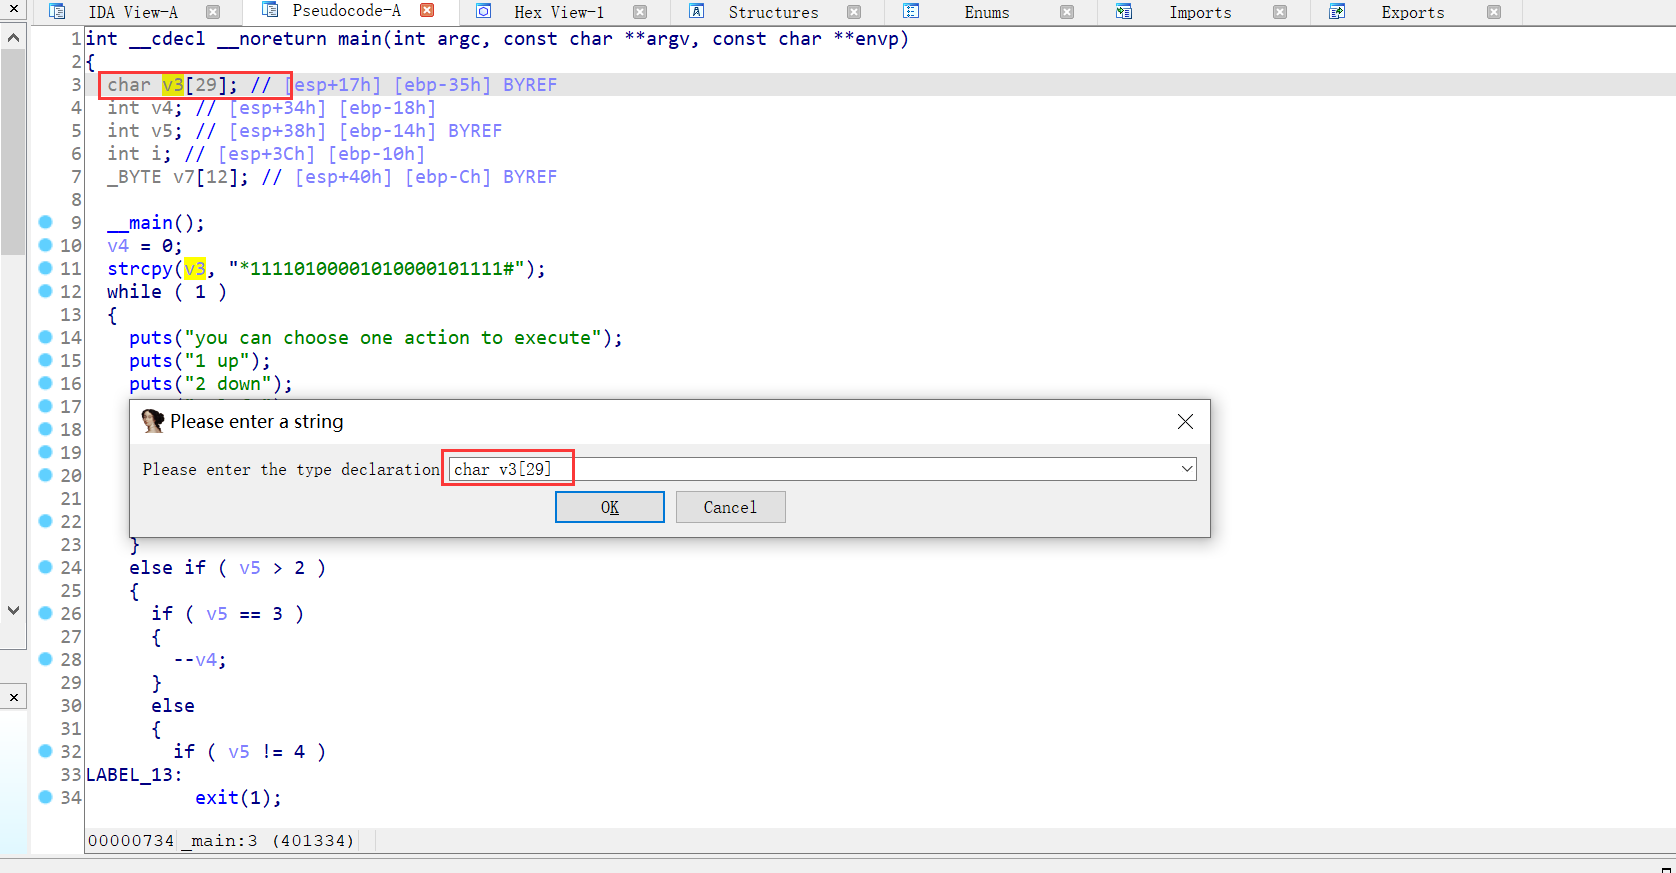 IDA View-A Pseudocode-A Hex View-1 Structures Enums Imports Exports
1 int __cdecl __noreturn main(int argc, const char **argv, const char **envp)
2 {
3 char v3[29]; // [esp+17h] [ebp-35h] BYREF
4 int v4; // [esp+34h] [ebp-18h]
5 int v5; // [esp+38h] [ebp-14h] BYREF
6 int i; // [esp+3Ch] [ebp-10h]
7 _BYTE v7[12]; // [esp+40h] [ebp-Ch] BYREF
8
9 __main();
10 v4 = 0;
11 strcpy(v3, "*11110100001010000101111#");
12 while ( 1 )
13 {
14 puts("you can choose one action to execute");
15 puts("1 up");
16 puts("2 down");
17
18
19
20
21
22
Please enter a string
Please enter the type declaration char v3[29]
OK Cancel
23 }
24 else if ( v5 > 2 )
25 {
26 if ( v5 == 3 )
27 {
28 --v4;
29 }
30 else
31 {
32 if ( v5 != 4 )
33 LABEL_13:
34 exit(1);
00000734 _main:3 (401334)